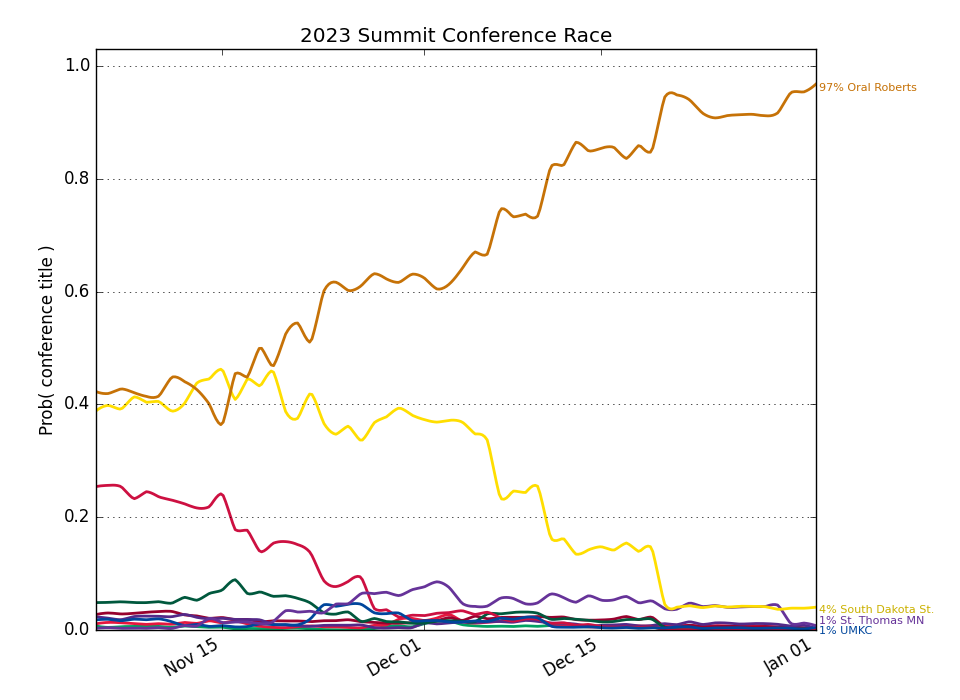 2023 Summit Conference Race
Prob( conference title )
1.0
0.8
0.6
0.4
0.2
0.0
Nov 15
Dec 01
Dec 15
Jan 01
97% Oral Roberts
4% South Dakota St.
1% St. Thomas MN
1% UMKC